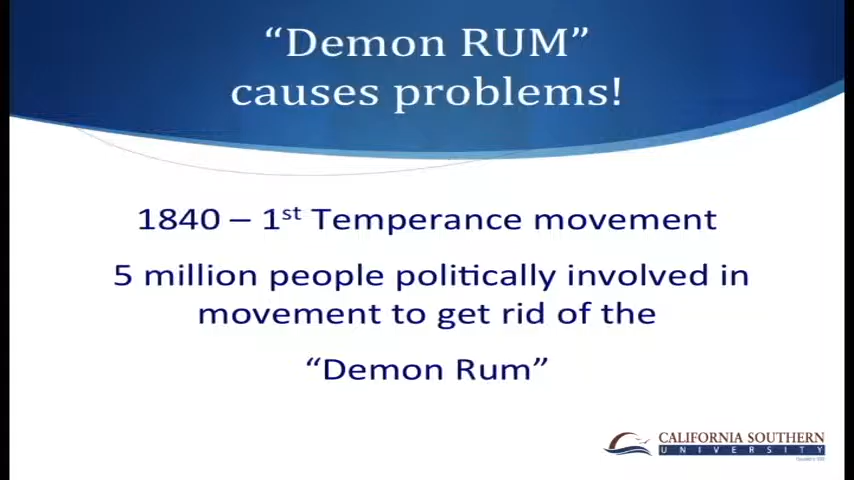 “Demon RUM”
causes problems!
1840 – 1st Temperance movement
5 million people politically involved in
movement to get rid of the
“Demon Rum”
CALIFORNIA SOUTHERN
UNIVERSITY